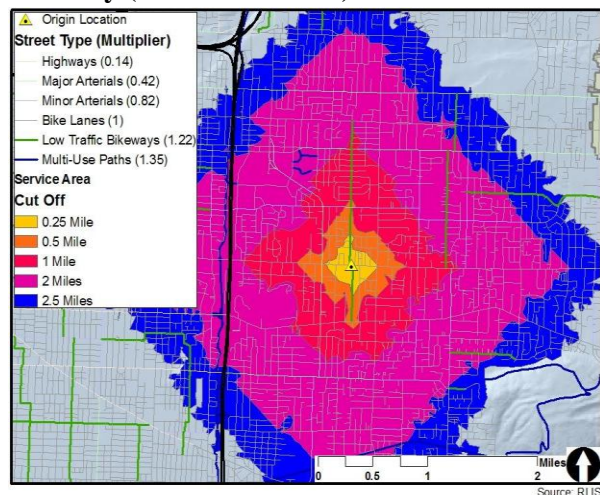 Origin Location
Street Type (Multiplier)
Highways (0.14)
Major Arterials (0.42)
Minor Arterials (0.82)
Bike Lanes (1)
Low Traffic Bikeways (1.22)
Multi-Use Paths (1.35)
Service Area
Cut Off
0.25 Mile
0.5 Mile
1 Mile
2 Miles
2.5 Miles
Miles
0 0.5 1 2